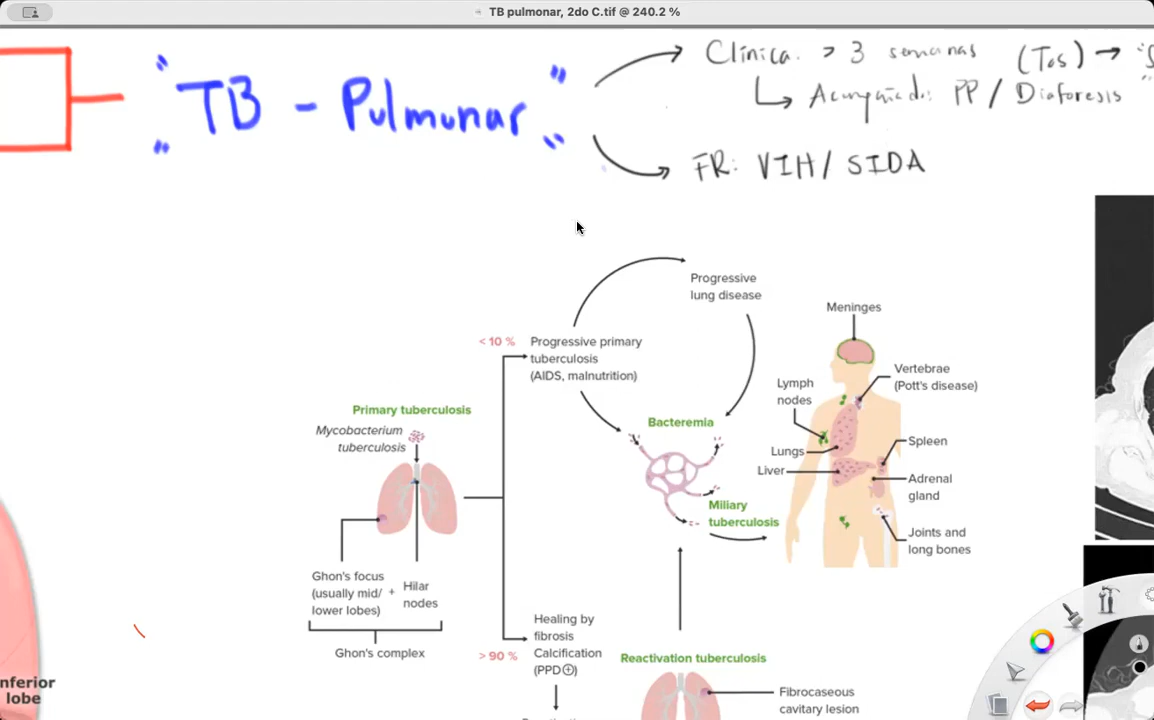 TB pulmonar, 2do C.tif @ 240.2 %
"TB - Pulmonar"
Clínica. > 3 semanas (Tos) →
PP / Diaforesis
FR: VIH / SIDA
Progressive
lung disease
Meninges
< 10 %
Progressive primary
tuberculosis
(AIDS, malnutrition)
Vertebrae
(Pott's disease)
Lymph
nodes
Primary tuberculosis
Mycobacterium
tuberculosis
Bacteremia
Spleen
Lungs
Liver
Adrenal
gland
Miliary
tuberculosis
Joints and
long bones
Ghon's focus
(usually mid/
lower lobes)
+
Hilar
nodes
Ghon's complex
Healing by
fibrosis
Calcification
(PPD⊕)
> 90 %
Reactivation tuberculosis
Fibrocaseous
cavitary lesion
nferior
lobe